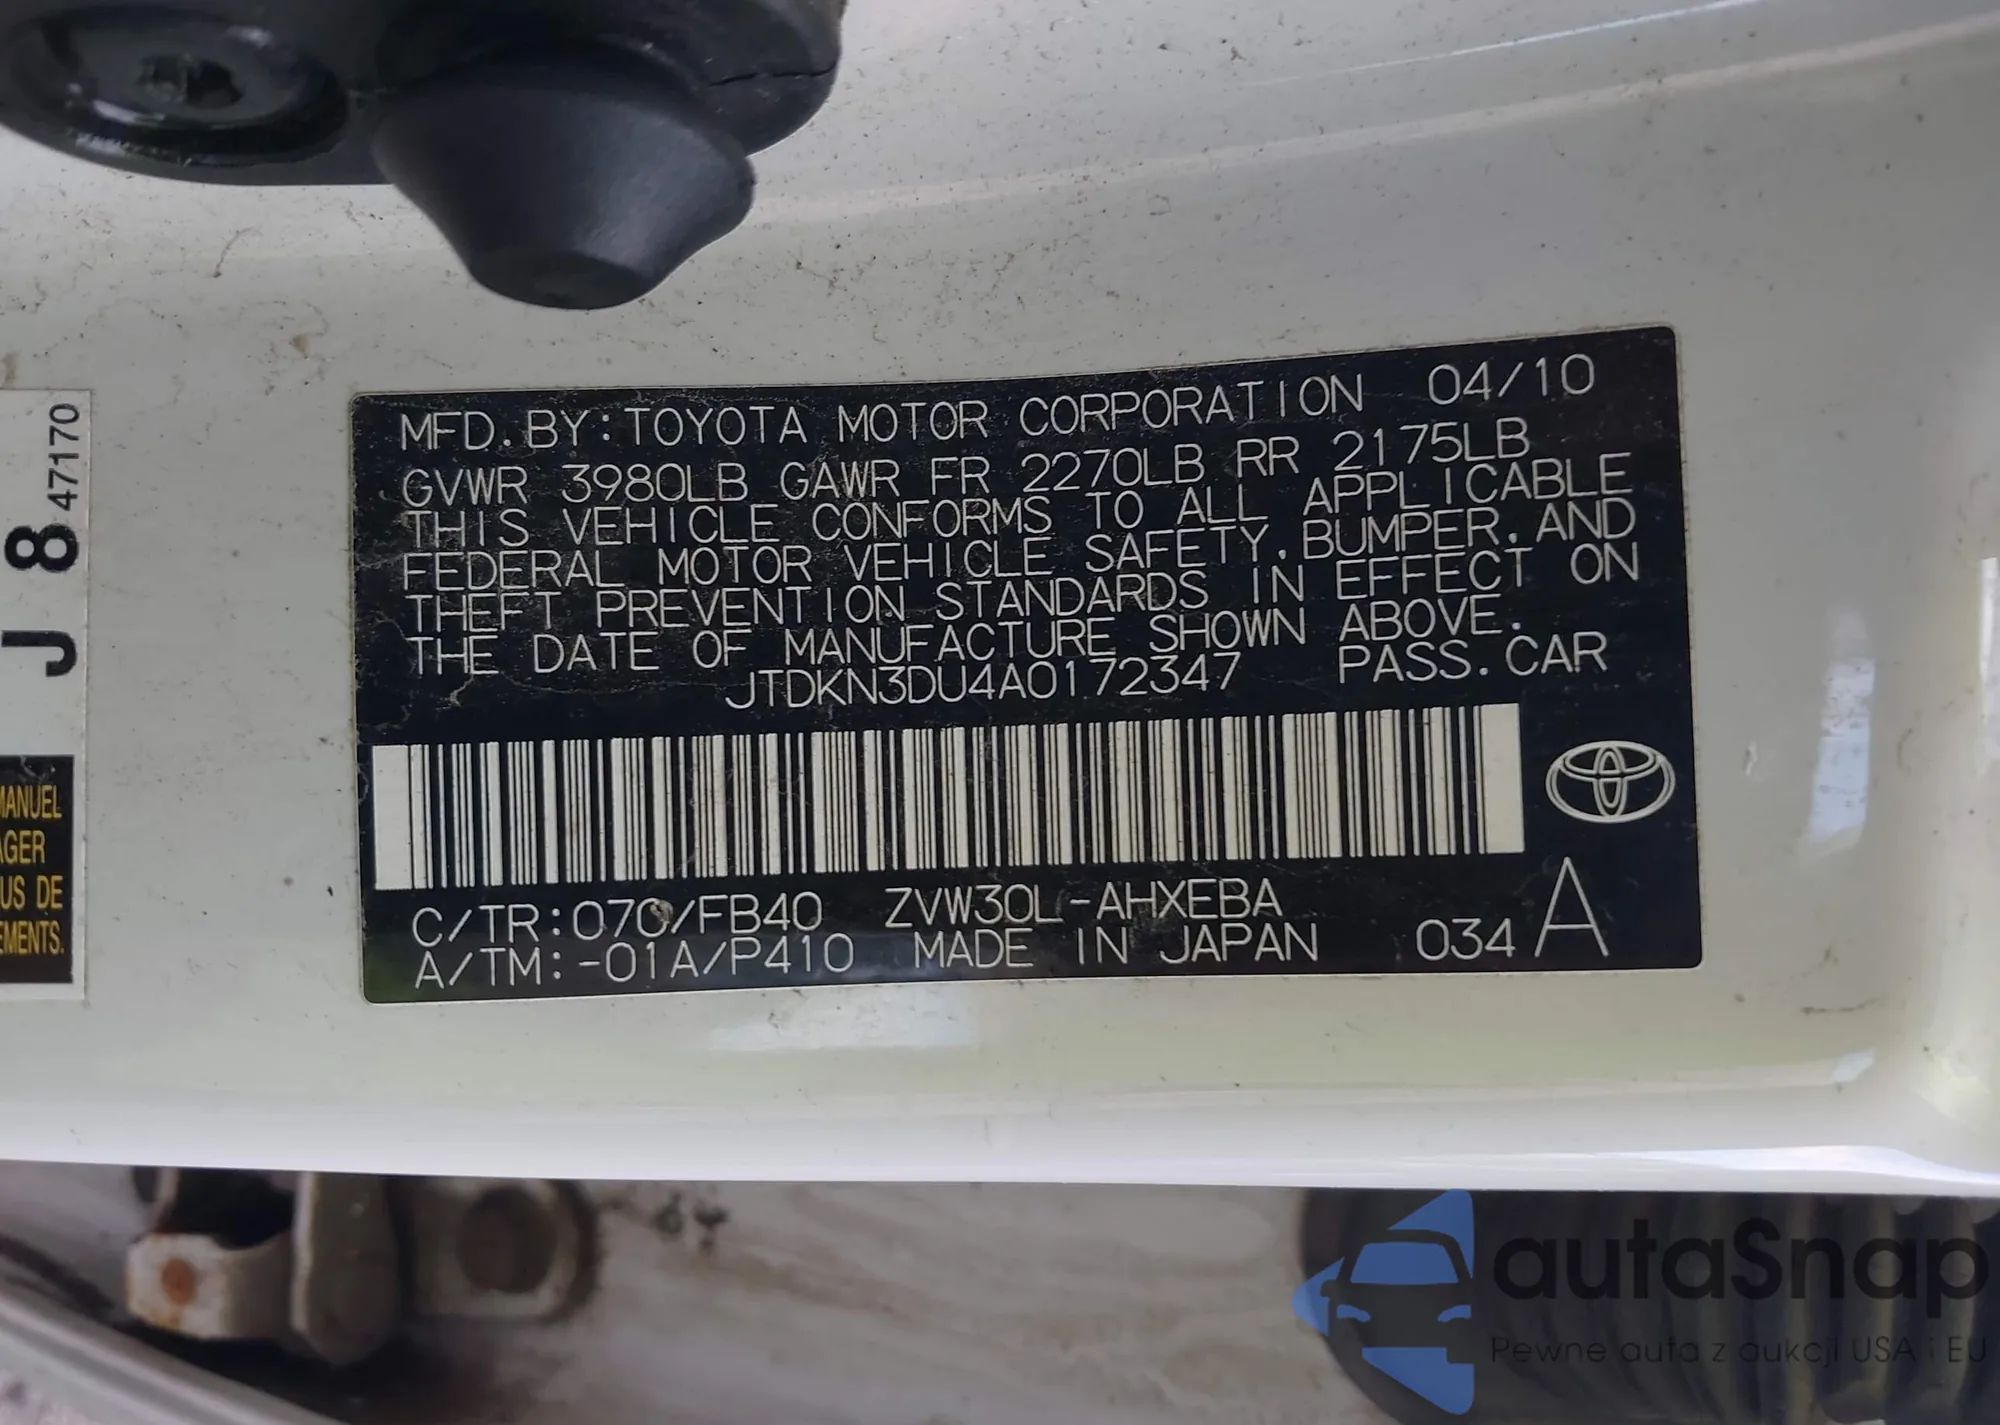 MFD. BY: TOYOTA MOTOR CORPORATION 04/10
GVWR 3980LB GAWR FR 2270LB RR 2175LB
THIS VEHICLE CONFORMS TO ALL APPLICABLE
FEDERAL MOTOR VEHICLE SAFETY, BUMPER, AND
THEFT PREVENTION STANDARDS IN EFFECT ON
THE DATE OF MANUFACTURE SHOWN ABOVE.
JTDKN3DU4A0172347 PASS. CAR
C/TR: 070/FB40 ZVW30L-AHXEBA
A/TM: -01A/P410 MADE IN JAPAN 034 A
J 8 47170
MANUEL
AGER
US DE
EMENTS.
autaSnap
Pewne auta z aukcji USA i EU